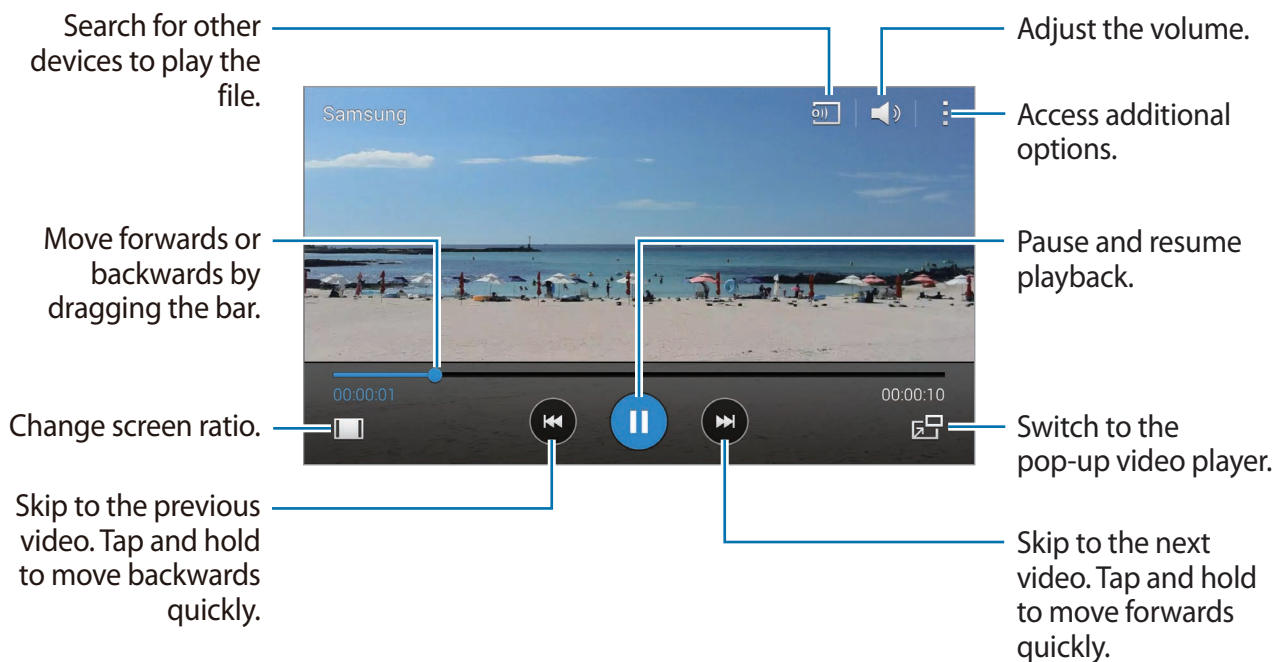 Search for other
devices to play the
file.
Adjust the volume.
Samsung
Access additional
options.
Move forwards or
backwards by
dragging the bar.
Pause and resume
playback.
00:00:01
00:00:10
Change screen ratio.
Switch to the
pop-up video player.
Skip to the previous
video. Tap and hold
to move backwards
quickly.
Skip to the next
video. Tap and hold
to move forwards
quickly.